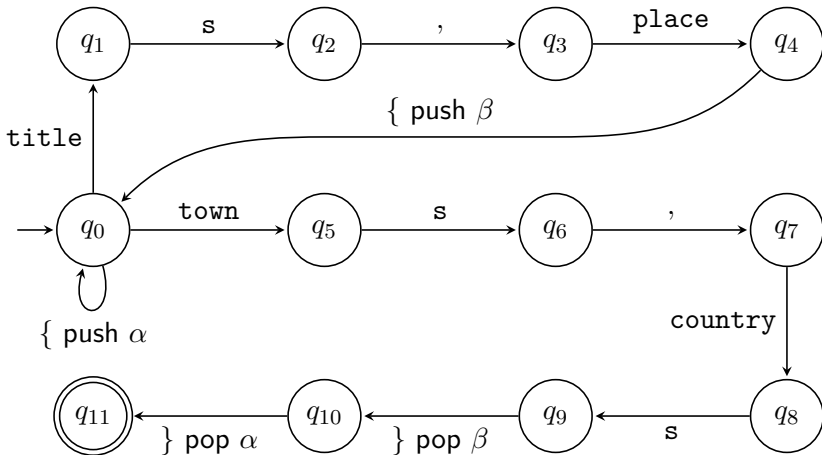 q1 s q2 , q3 place q4
{ push β
title
q0 town q5 s q6 , q7
{ push α
country
q11 } pop α q10 } pop β q9 s q8